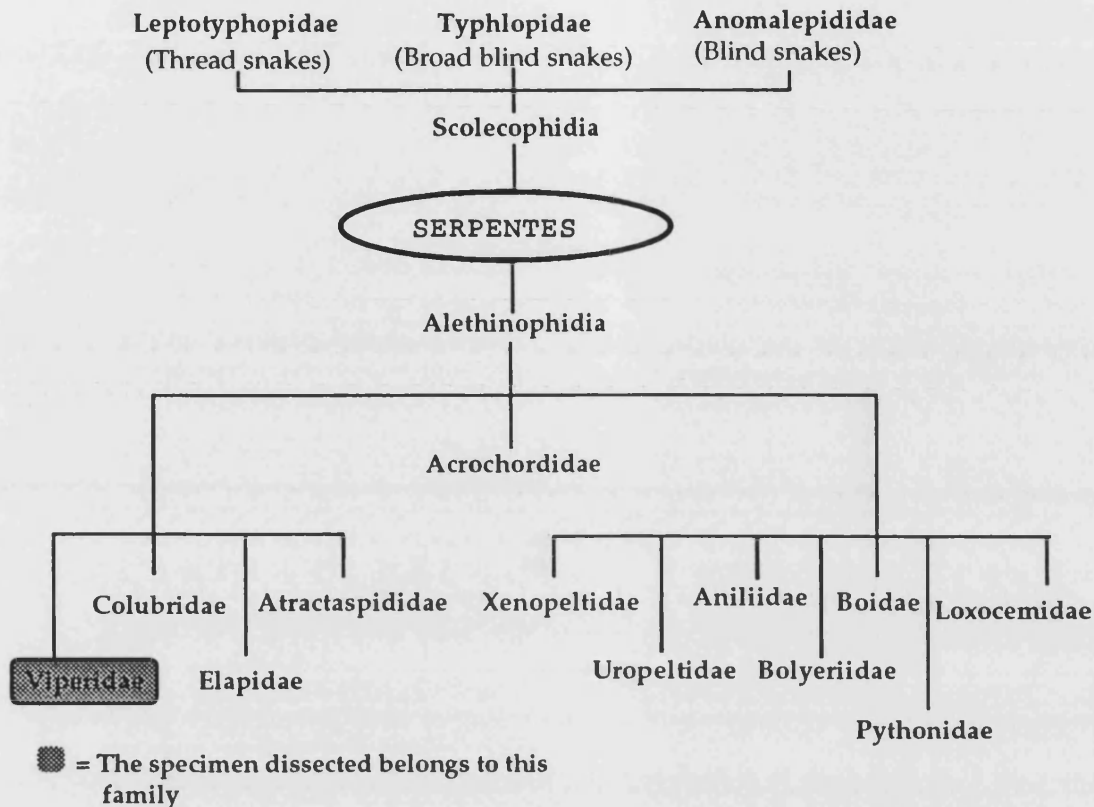 Leptotyphopidae Typhlopidae Anomalepididae
(Thread snakes) (Broad blind snakes) (Blind snakes)
Scolecophidia
SERPENTES
Alethinophidia
Acrochordidae
Colubridae Atractaspididae Xenopeltidae Aniliidae Boidae Loxocemidae
Viperidae Elapidae Uropeltidae Bolyeriidae
Pythonidae
= The specimen dissected belongs to this
family